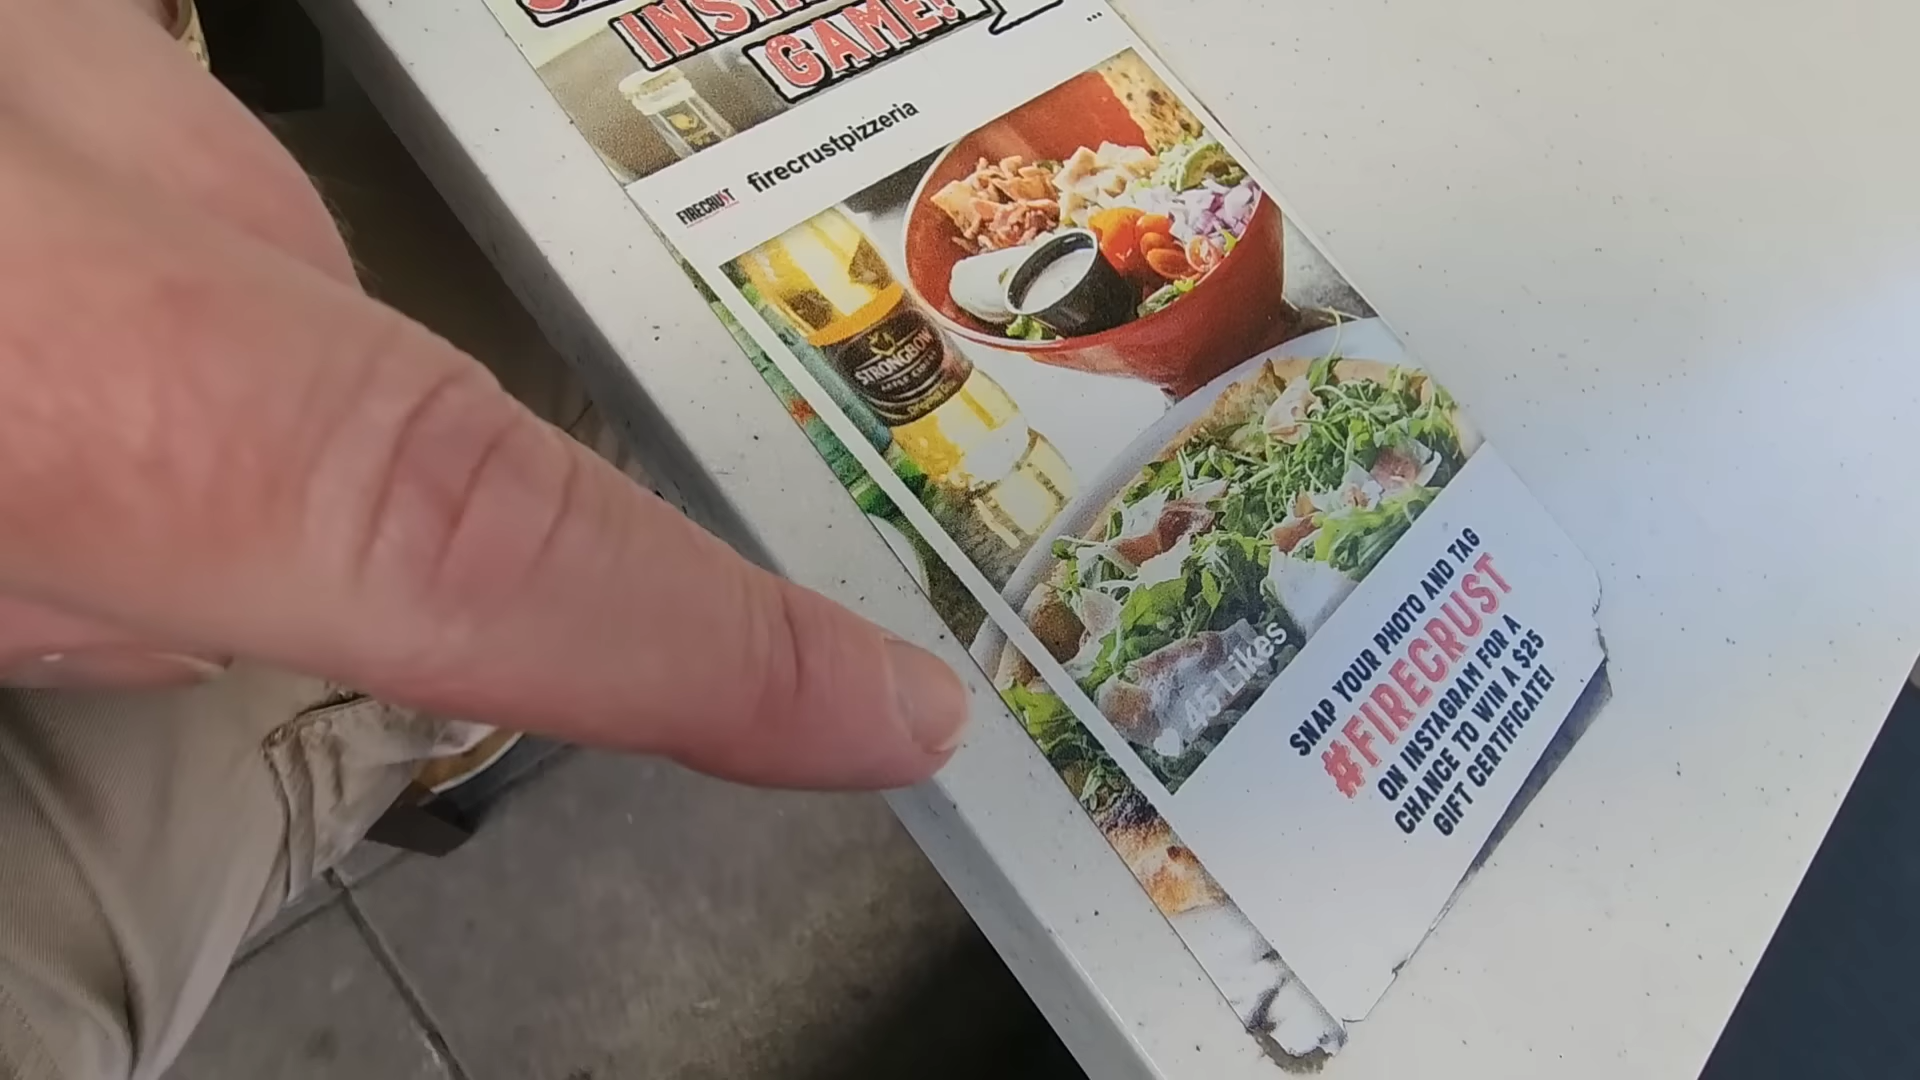 GAME!
...
FIRECRUST
firecrustpizzeria
STRONGBOW
45 Likes
SNAP YOUR PHOTO AND TAG
#FIRECRUST
ON INSTAGRAM FOR A
CHANCE TO WIN A $25
GIFT CERTIFICATE!